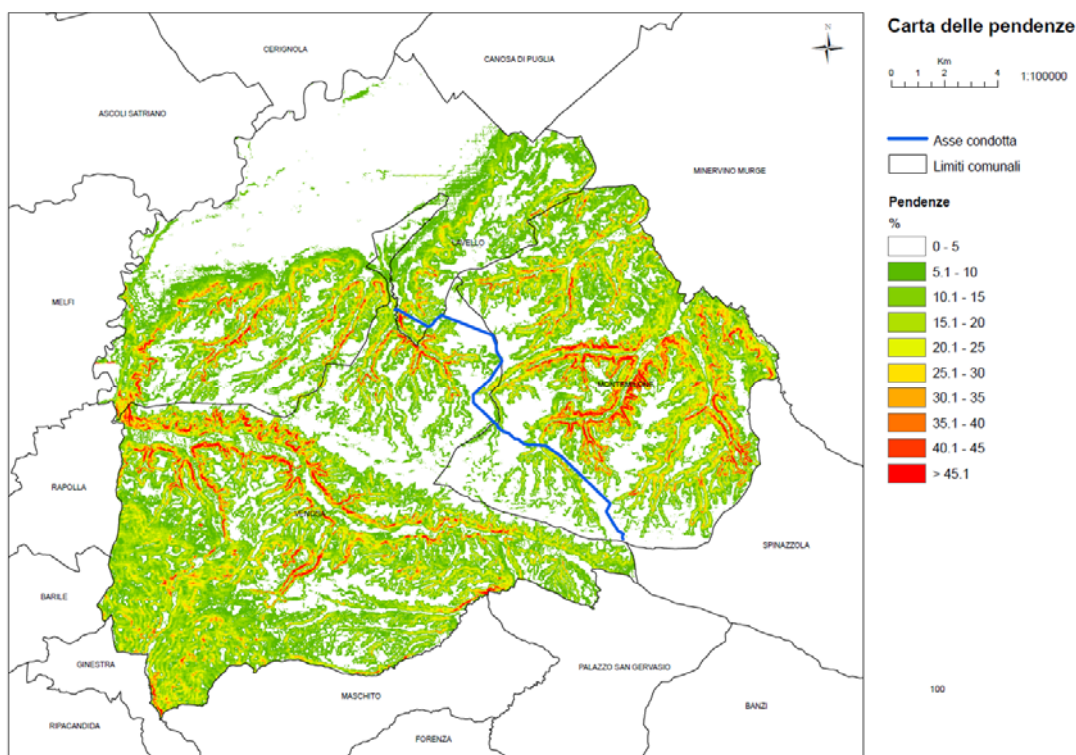 Carta delle pendenze
Km
0 1 2 4
1:100000
Asse condotta
Limiti comunali
Pendenze
%
0 - 5
5.1 - 10
10.1 - 15
15.1 - 20
20.1 - 25
25.1 - 30
30.1 - 35
35.1 - 40
40.1 - 45
> 45.1
N
CERIGNOLA
CANOSA DI PUGLIA
ASCOLI SATRIANO
MINERVINO MURGE
LAVELLO
MELFI
MONTEMILONE
RAPOLLA
VENOSA
SPINAZZOLA
BARILE
GINESTRA
PALAZZO SAN GERVASIO
MASCHITO
BANZI
RIPACANDIDA
FORENZA
100